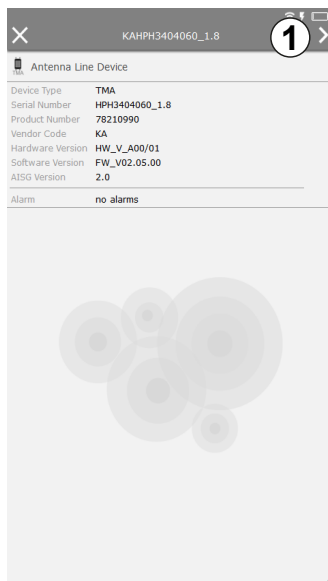 KAHPH3404060_1.8
1
TMA
Antenna Line Device
Device Type TMA
Serial Number HPH3404060_1.8
Product Number 78210990
Vendor Code KA
Hardware Version HW_V_A00/01
Software Version FW_V02.05.00
AISG Version 2.0
Alarm no alarms